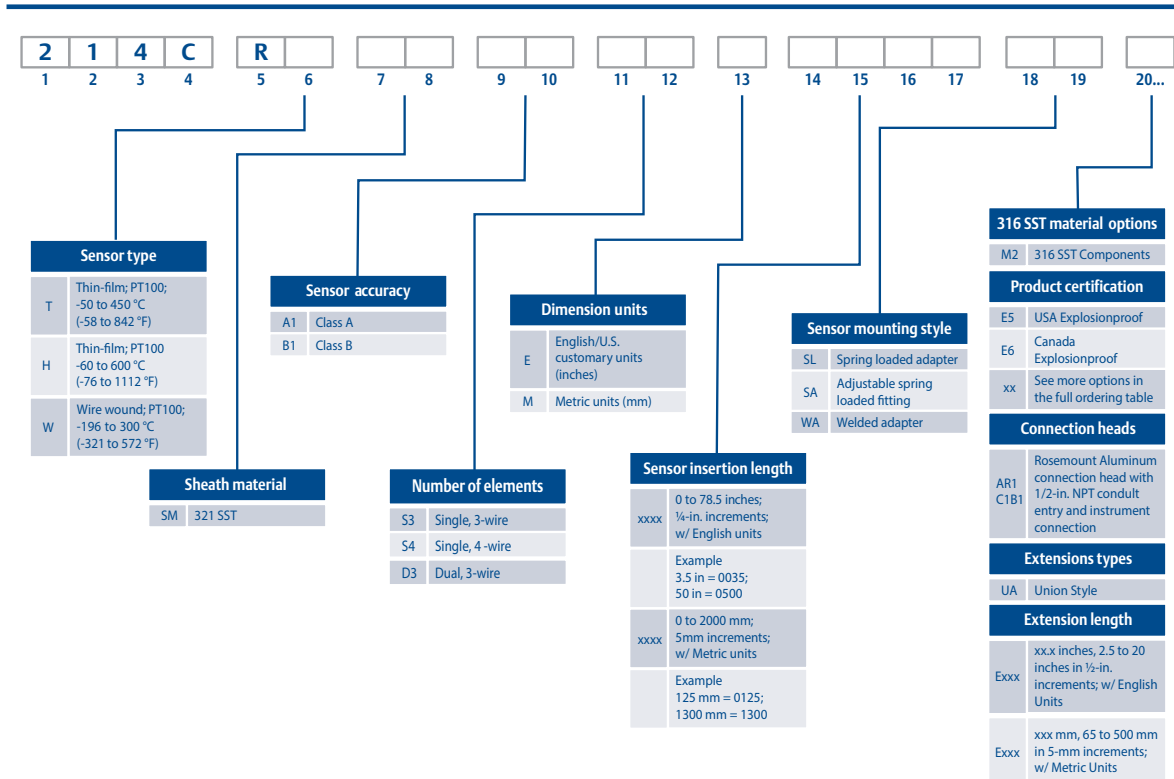 2 1 4 C R
1 2 3 4 5 6 7 8 9 10 11 12 13 14 15 16 17 18 19 20...
Sensor type
T Thin-film; PT100;
-50 to 450 °C
(-58 to 842 °F)
H Thin-film; PT100
-60 to 600 °C
(-76 to 1112 °F)
W Wire wound; PT100;
-196 to 300 °C
(-321 to 572 °F)
Sheath material
SM 321 SST
Sensor accuracy
A1 Class A
B1 Class B
Number of elements
S3 Single, 3-wire
S4 Single, 4 -wire
D3 Dual, 3-wire
Dimension units
E English/U.S.
customary units
(inches)
M Metric units (mm)
Sensor insertion length
xxxx 0 to 78.5 inches;
¼-in. increments;
w/ English units
Example
3.5 in = 0035;
50 in = 0500
xxxx 0 to 2000 mm;
5mm increments;
w/ Metric units
Example
125 mm = 0125;
1300 mm = 1300
Sensor mounting style
SL Spring loaded adapter
SA Adjustable spring
loaded fitting
WA Welded adapter
316 SST material options
M2 316 SST Components
Product certification
E5 USA Explosionproof
E6 Canada
Explosionproof
xx See more options in
the full ordering table
Connection heads
AR1
C1B1
Rosemount Aluminum
connection head with
1/2-in. NPT condult
entry and instrument
connection
Extensions types
UA Union Style
Extension length
Exxx xx.x inches, 2.5 to 20
inches in ½-in.
increments; w/ English
Units
Exxx xxx mm, 65 to 500 mm
in 5-mm increments;
w/ Metric Units